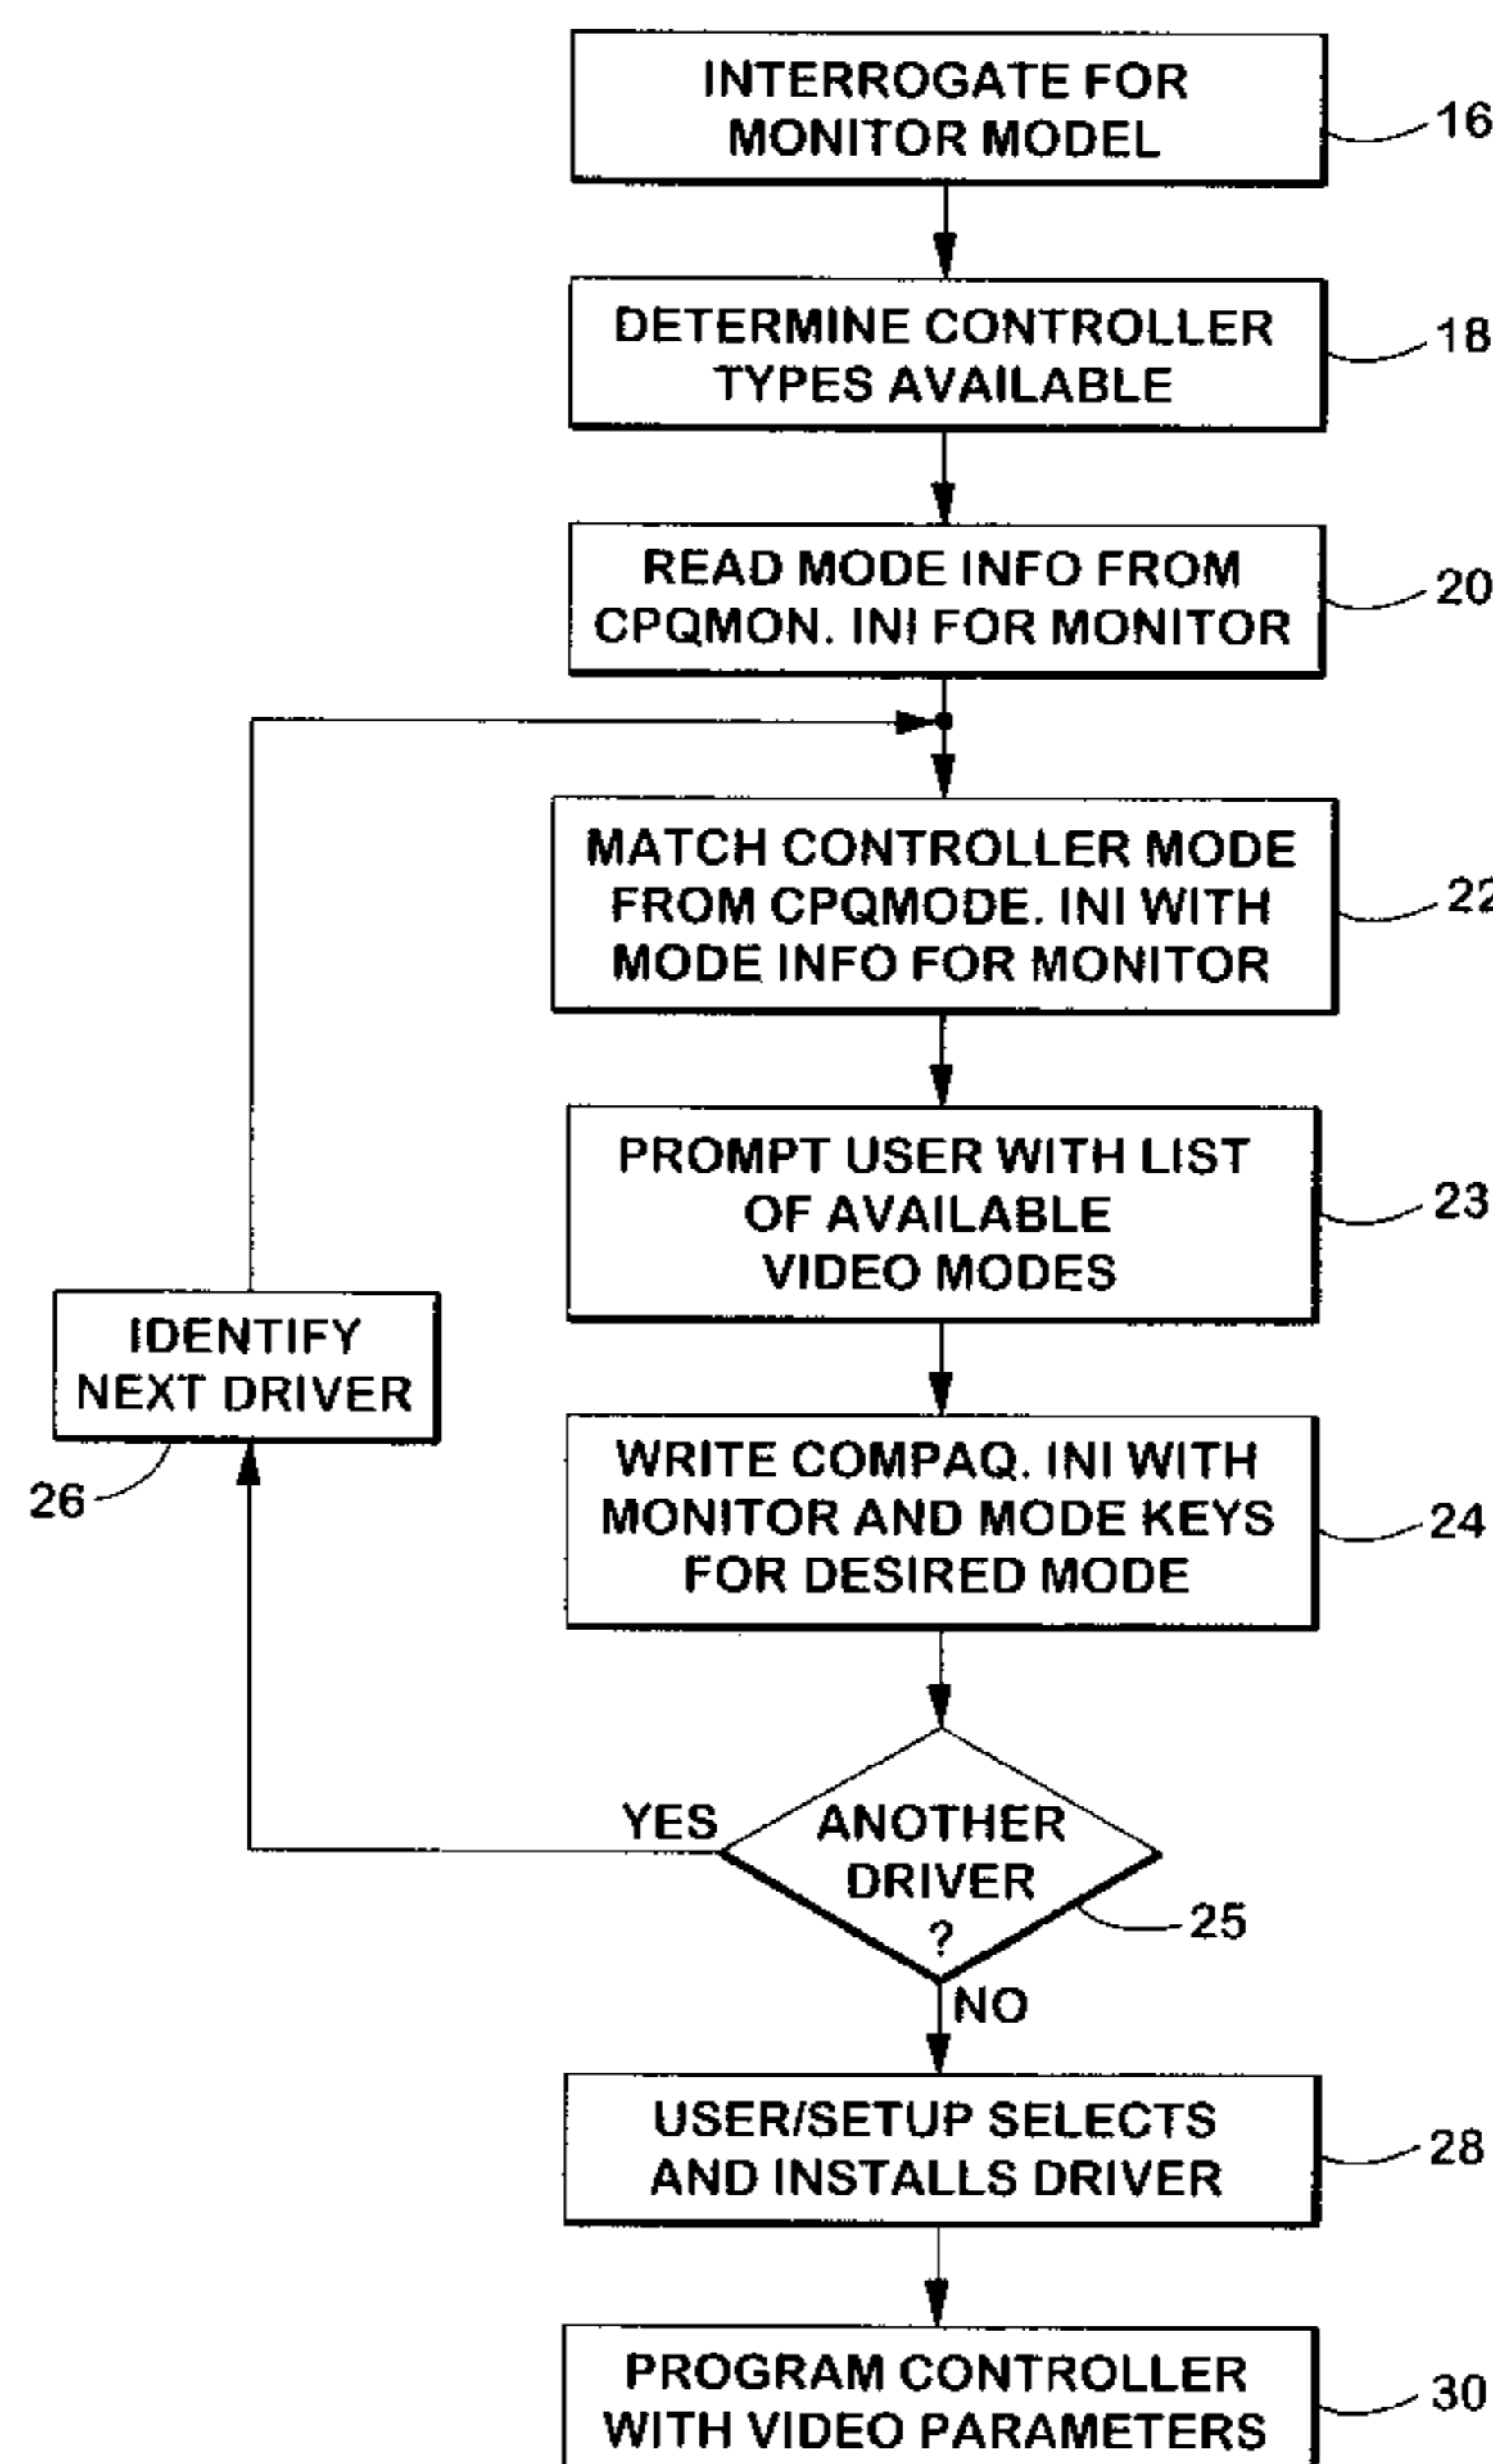 INTERROGATE FOR
MONITOR MODEL
16
DETERMINE CONTROLLER
TYPES AVAILABLE
18
READ MODE INFO FROM
CPQMON. INI FOR MONITOR
20
MATCH CONTROLLER MODE
FROM CPQMODE. INI WITH
MODE INFO FOR MONITOR
22
PROMPT USER WITH LIST
OF AVAILABLE
VIDEO MODES
23
IDENTIFY
NEXT DRIVER
26
WRITE COMPAQ. INI WITH
MONITOR AND MODE KEYS
FOR DESIRED MODE
24
YES
ANOTHER
DRIVER
?
25
NO
USER/SETUP SELECTS
AND INSTALLS DRIVER
28
PROGRAM CONTROLLER
WITH VIDEO PARAMETERS
30